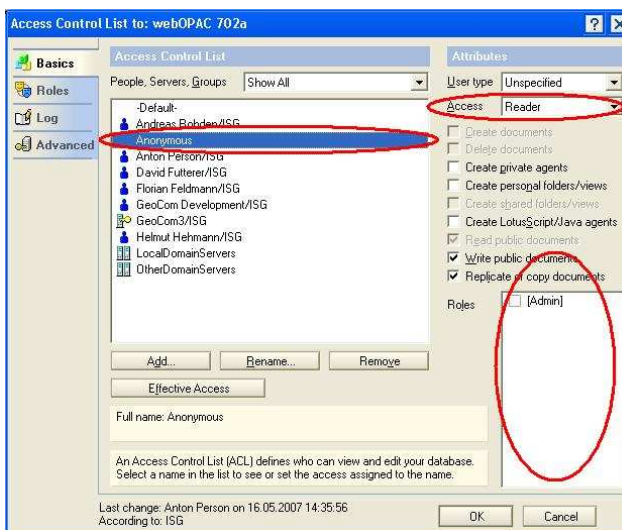 Access Control List to: webOPAC 702a
Basics
Roles
Log
Advanced
Access Control List
People, Servers, Groups Show All
-Default-
Andreas Bohden/ISG
Anonymous
Anton Person/ISG
David Futterer/ISG
Florian Feldmann/ISG
GeoCom Development/ISG
GeoCom3/ISG
Helmut Hehmann/ISG
LocalDomainServers
OtherDomainServers
Add... Rename... Remove
Effective Access
Full name: Anonymous
An Access Control List (ACL) defines who can view and edit your database.
Select a name in the list to see or set the access assigned to the name.
Last change: Anton Person on 16.05.2007 14:35:56
According to: ISG
Attributes
User type Unspecified
Access Reader
Create documents
Delete documents
Create private agents
Create personal folders/views
Create shared folders/views
Create LotusScript/Java agents
Read public documents
Write public documents
Replicate or copy documents
Roles [Admin]
OK Cancel